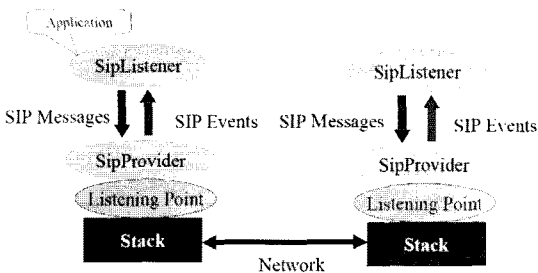 Application
SipListener
SipListener
SIP Messages
SIP Events
SIP Messages
SIP Events
SipProvider
SipProvider
Listening Point
Listening Point
Stack
Stack
Network